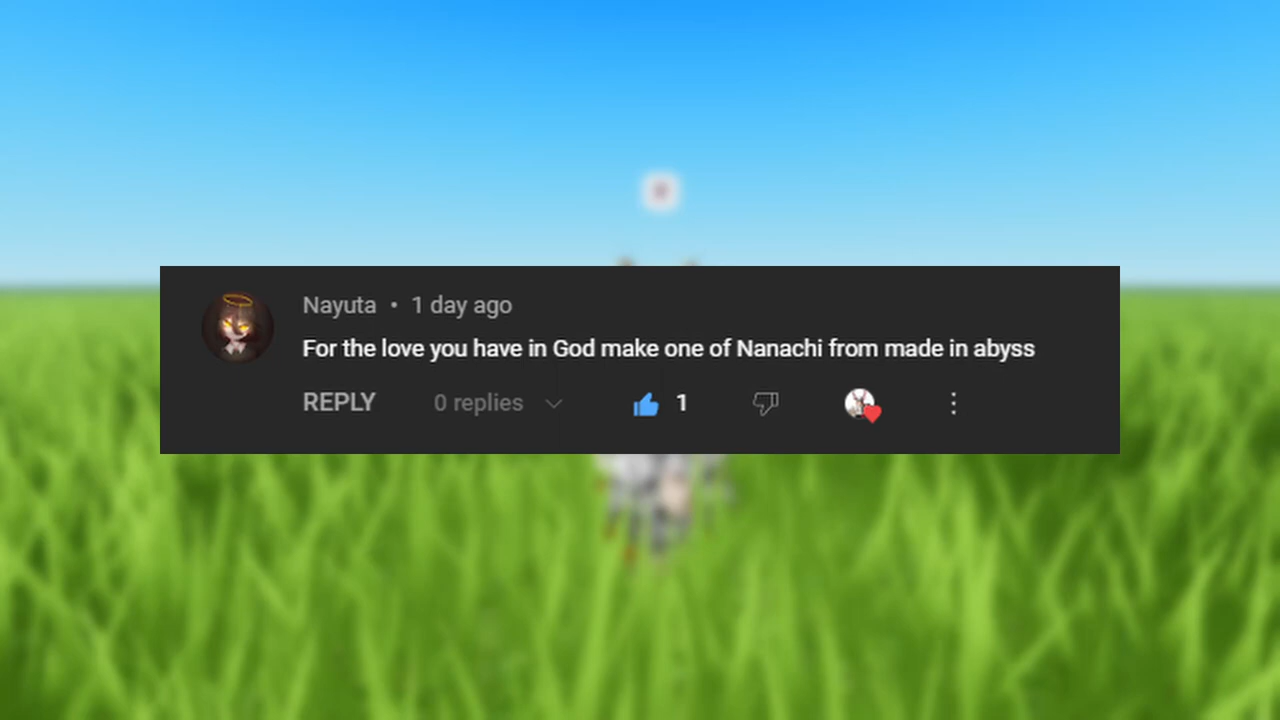 Nayuta • 1 day ago
For the love you have in God make one of Nanachi from made in abyss
REPLY 0 replies 1